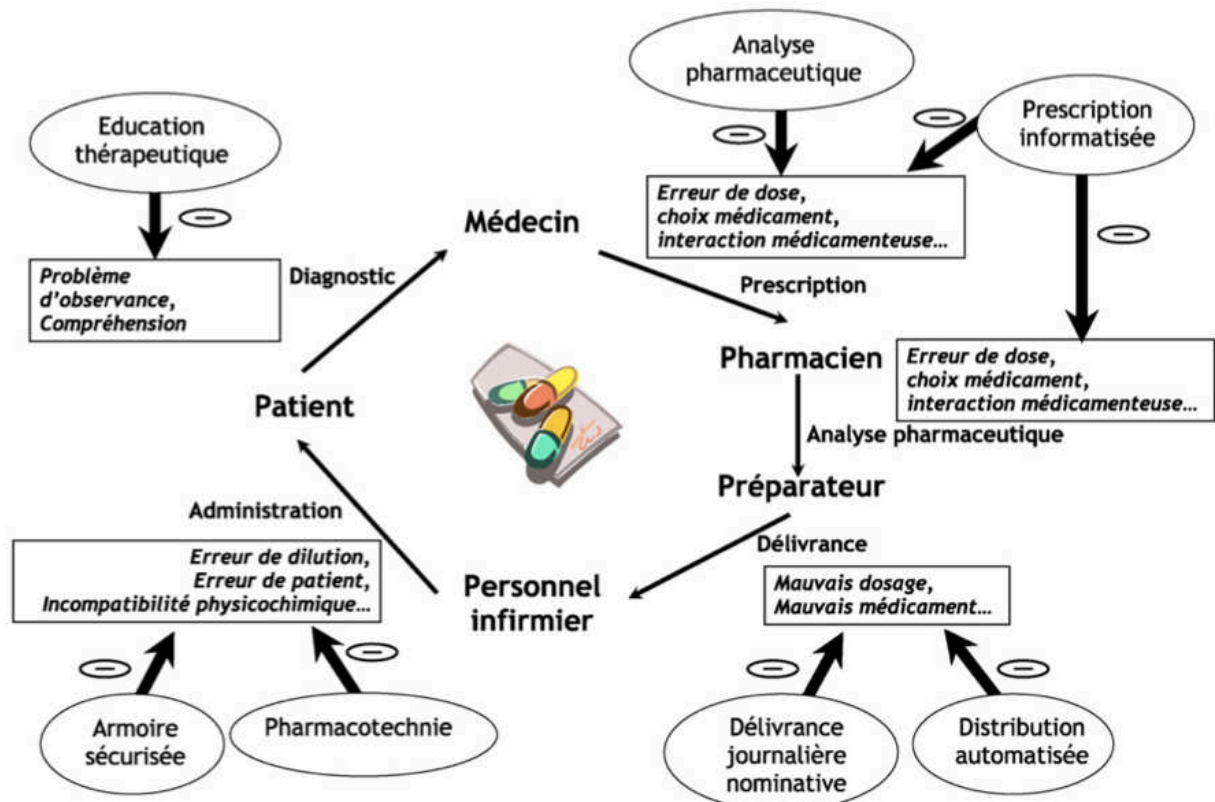 Analyse
pharmaceutique
Prescription
informatisée
Education
thérapeutique
Erreur de dose,
choix médicament,
interaction médicamenteuse…
Médecin
Problème
d'observance,
Compréhension
Diagnostic
Prescription
Pharmacien
Erreur de dose,
choix médicament,
interaction médicamenteuse…
Patient
Analyse pharmaceutique
Préparateur
Administration
Délivrance
Erreur de dilution,
Erreur de patient,
Incompatibilité physicochimique…
Personnel
infirmier
Mauvais dosage,
Mauvais médicament…
Armoire
sécurisée
Pharmacotechnie
Délivrance
journalière
nominative
Distribution
automatisée